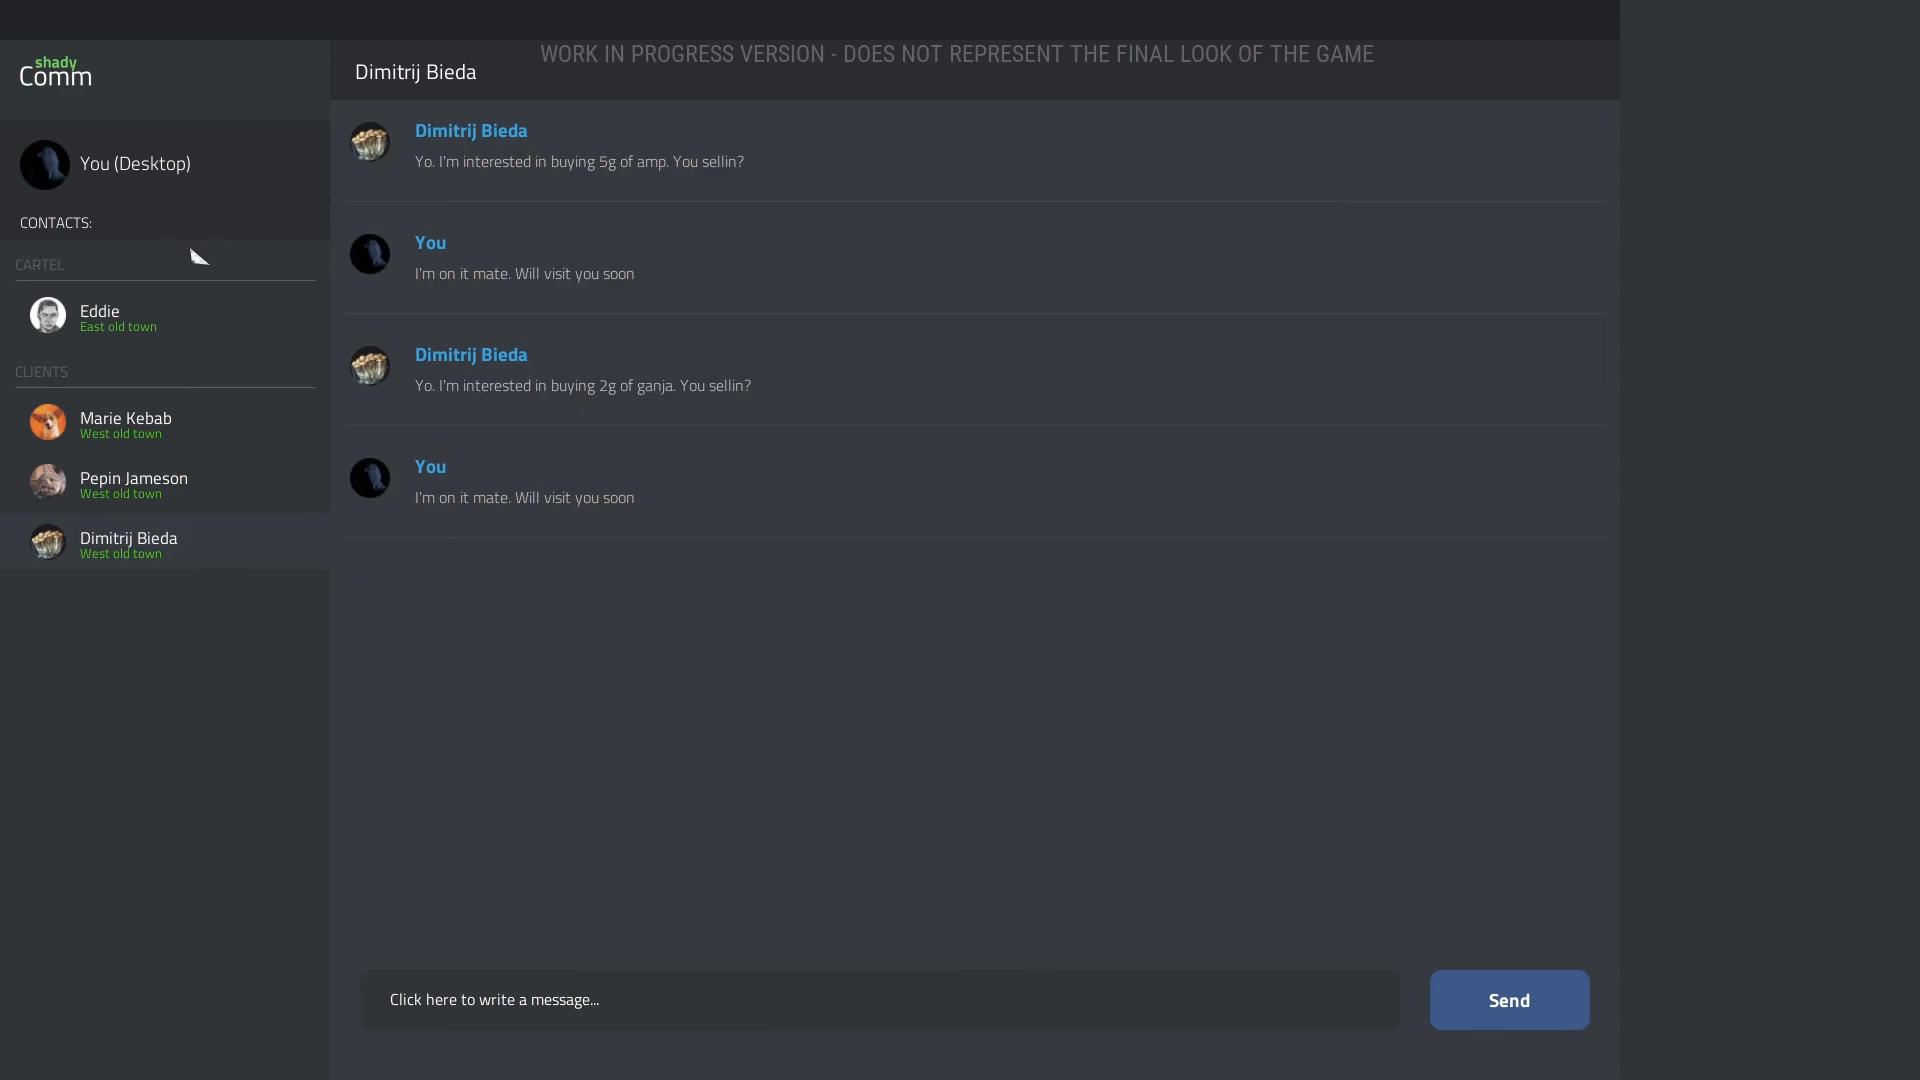 WORK IN PROGRESS VERSION - DOES NOT REPRESENT THE FINAL LOOK OF THE GAME
shady
Comm
Dimitrij Bieda
You (Desktop)
CONTACTS:
CARTEL
Eddie
East old town
CLIENTS
Marie Kebab
West old town
Pepin Jameson
West old town
Dimitrij Bieda
West old town
Dimitrij Bieda
Yo. I'm interested in buying 5g of amp. You sellin?
You
I'm on it mate. Will visit you soon
Dimitrij Bieda
Yo. I'm interested in buying 2g of ganja. You sellin?
You
I'm on it mate. Will visit you soon
Click here to write a message...
Send